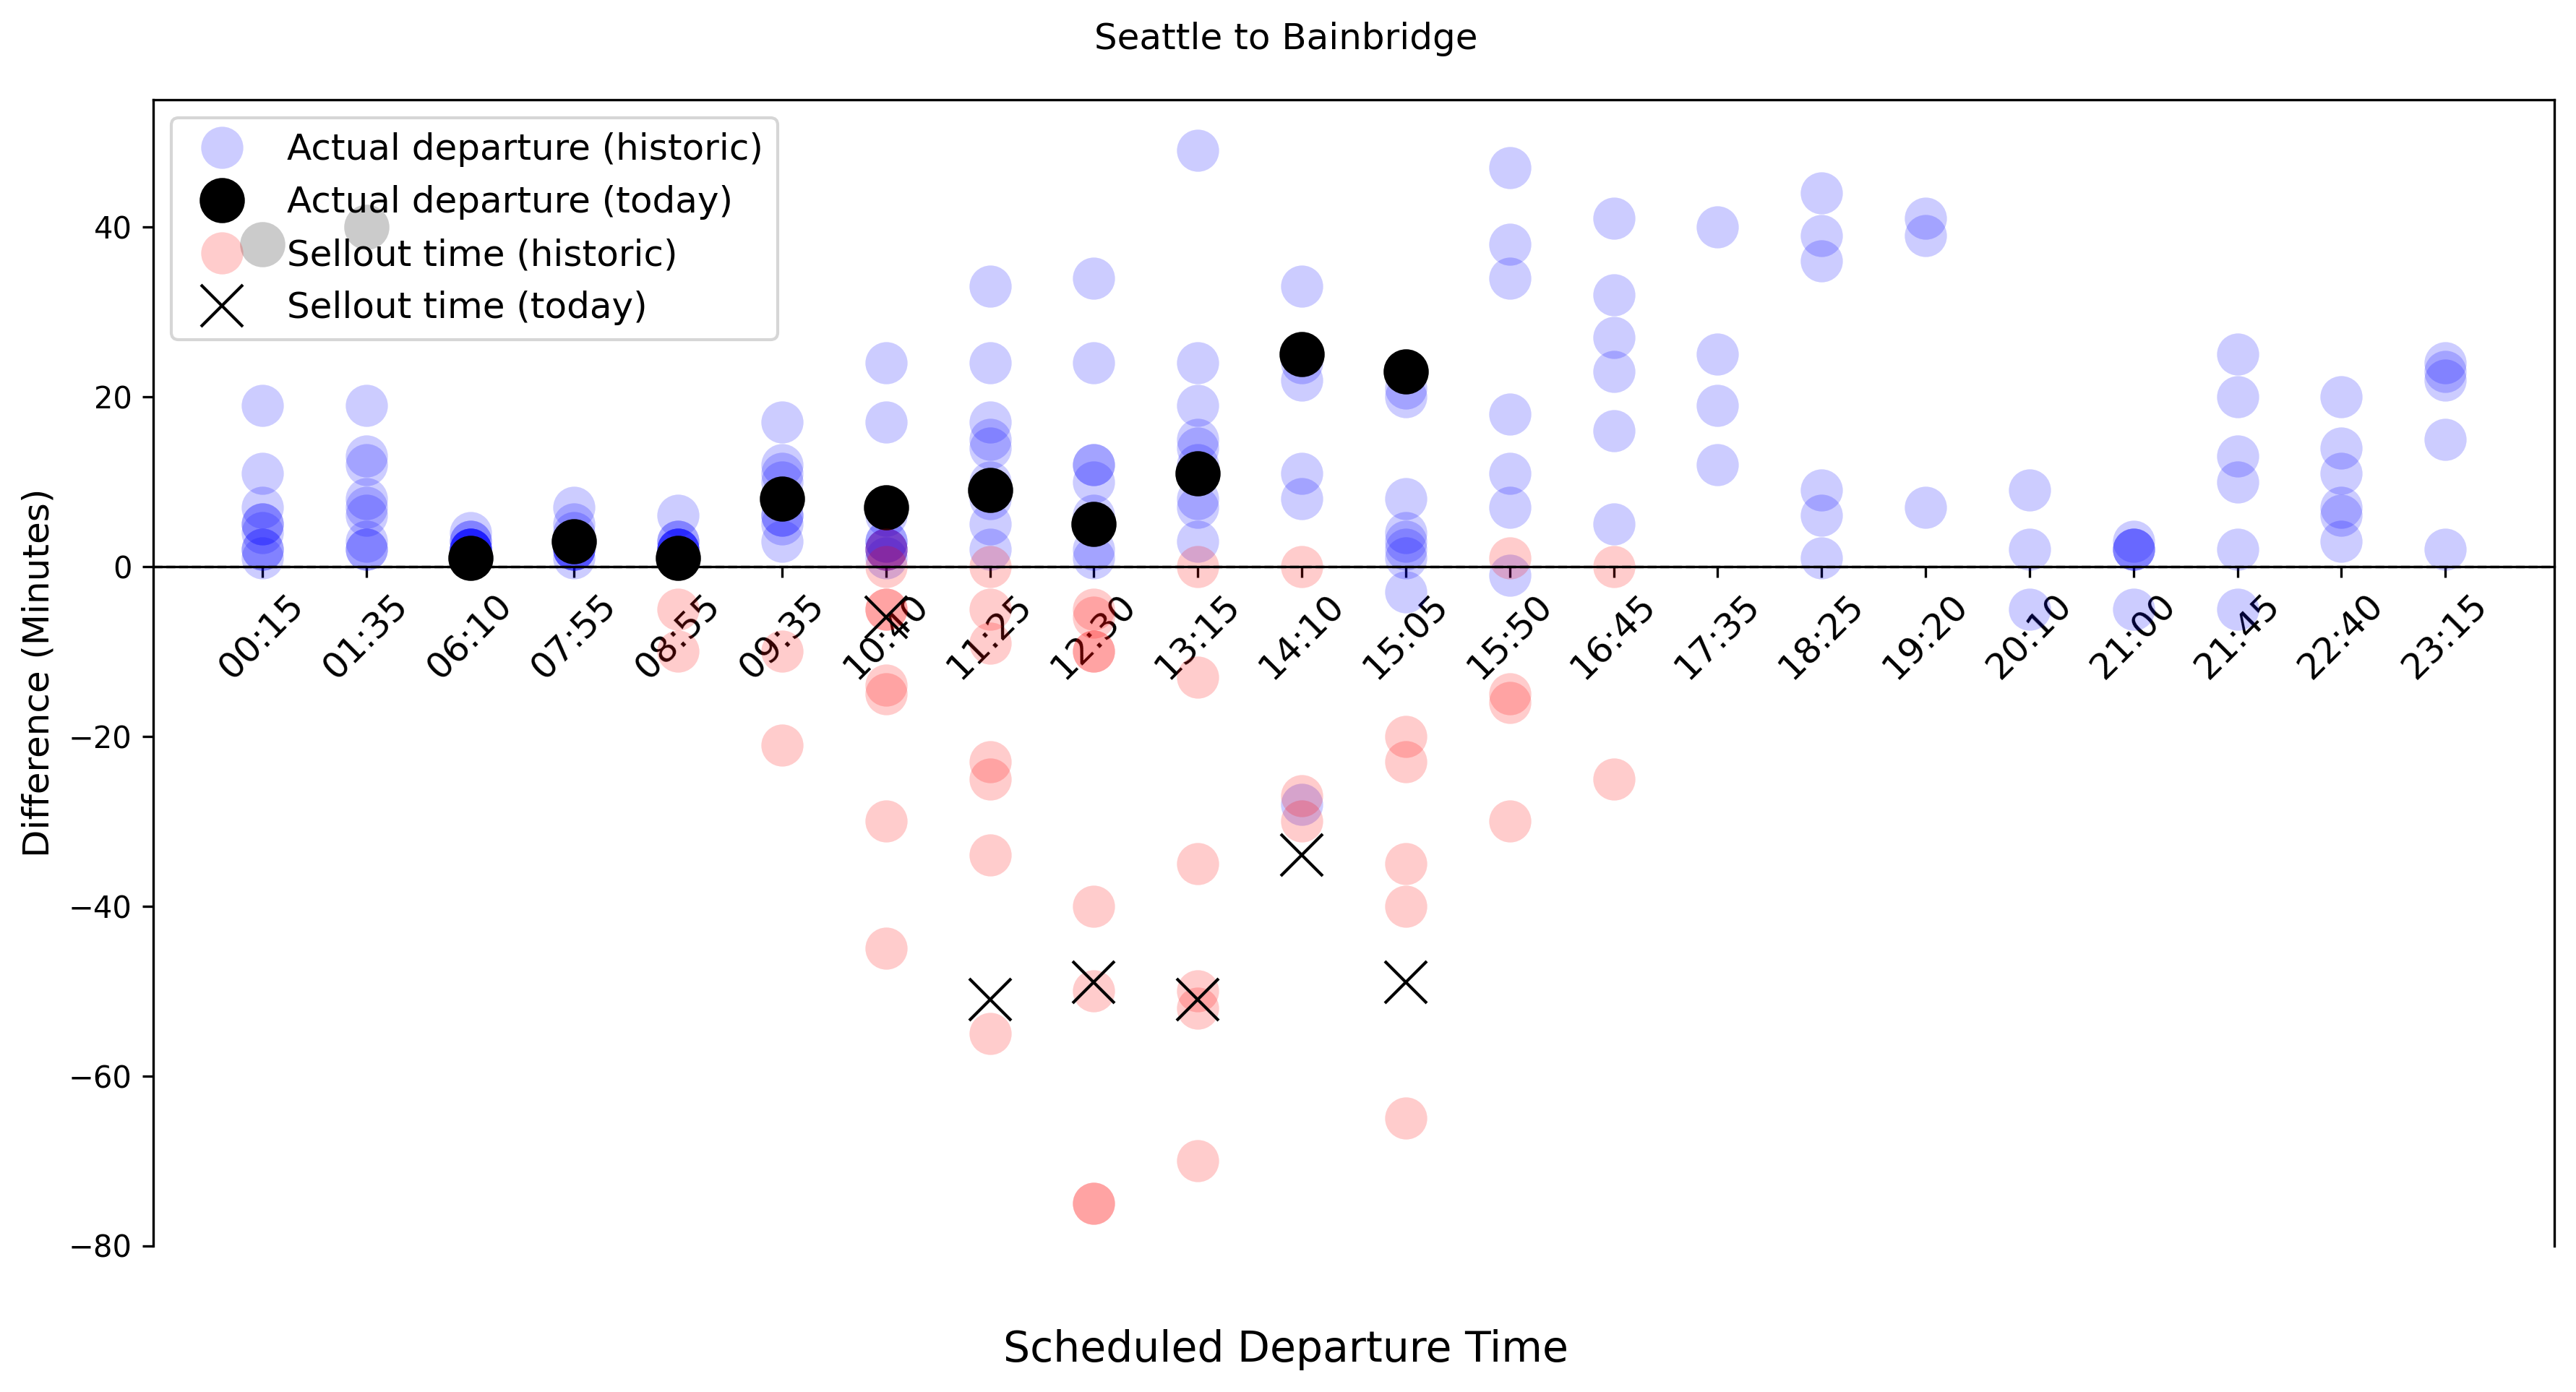 Seattle to Bainbridge
Actual departure (historic)
Actual departure (today)
Sellout time (historic)
Sellout time (today)
40
20
0
−20
−40
−60
−80
Difference (Minutes)
00:15 01:35 06:10 07:55 08:55 09:35 10:40 11:25 12:30 13:15 14:10 15:05 15:50 16:45 17:35 18:25 19:20 20:10 21:00 21:45 22:40 23:15
Scheduled Departure Time